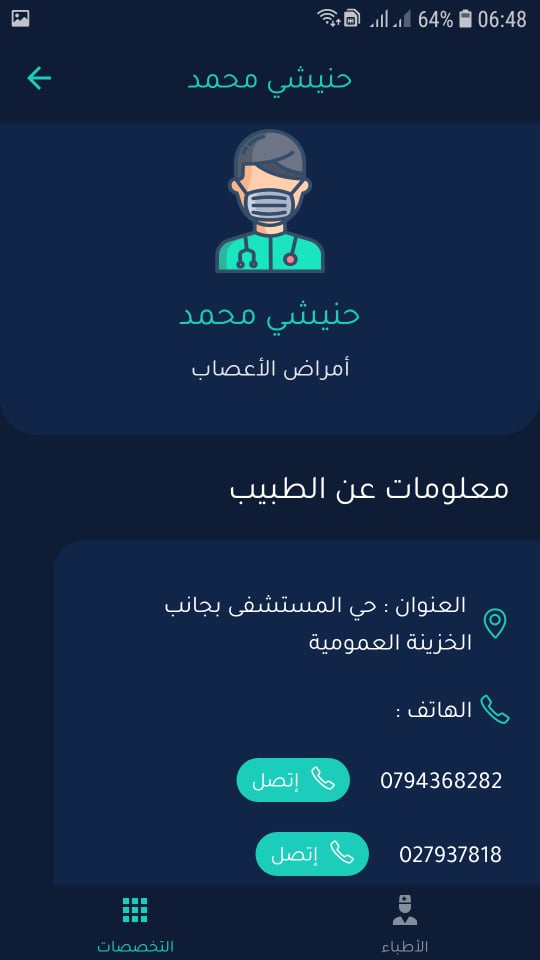 64% 06:48
حنيشي محمد
حنيشي محمد
أمراض الأعصاب
معلومات عن الطبيب
العنوان : حي المستشفى بجانب
الخزينة العمومية
الهاتف :
0794368282 إتصل
027937818 إتصل
الأطباء التخصصات